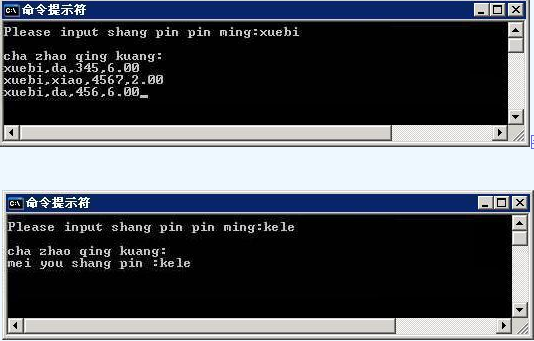 命令提示符
Please input shang pin pin ming:xuebi
cha zhao qing kuang:
xuebi,da,345,6.00
xuebi,xiao,4567,2.00
xuebi,da,456,6.00_
命令提示符
Please input shang pin pin ming:kele
cha zhao qing kuang:
mei you shang pin :kele